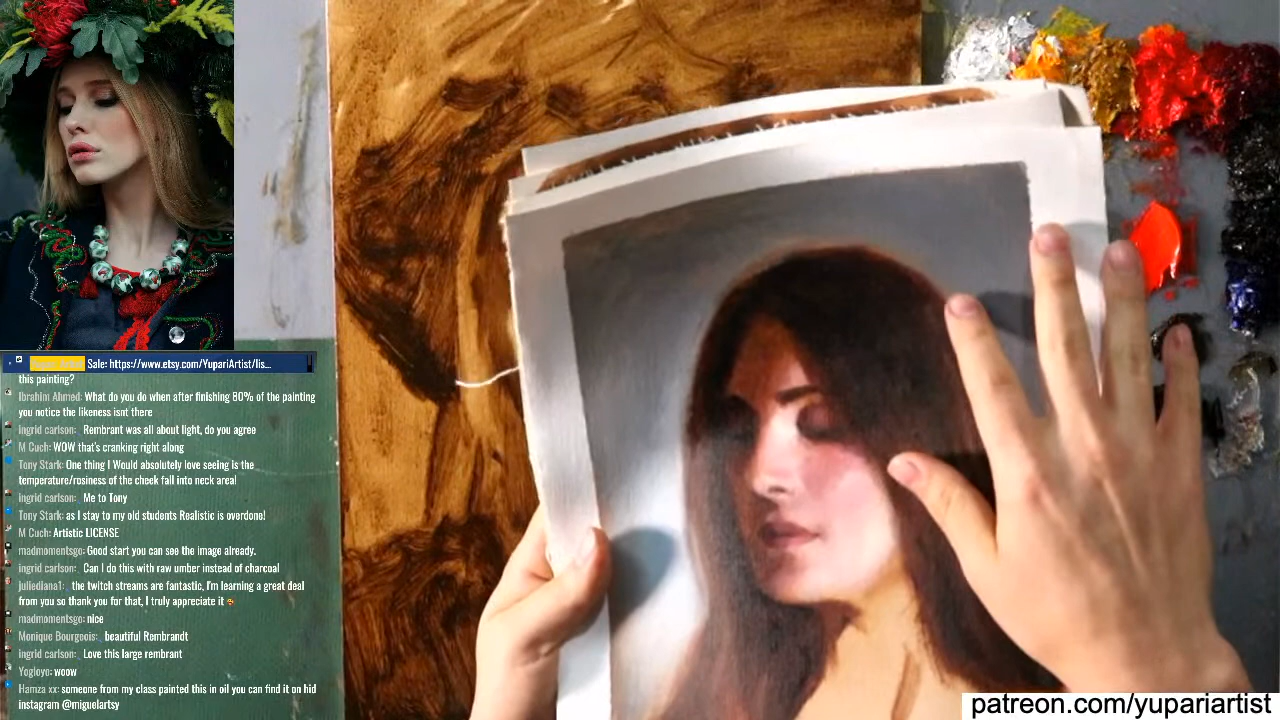 Sale: https://www.etsy.com/YupariArtist/lis...
this painting?
Ibrahim Ahmed: What do you do when after finishing 80% of the painting
you notice the likeness isnt there
ingrid carlson: Rembrant was all about light, do you agree
M Cuch: WOW that's cranking right along
Tony Stark: One thing I Would absolutely love seeing is the
temperature/rosiness of the cheek fall into neck areal
ingrid carlson: Me to Tony
Tony Stark: as I stay to my old students Realistic is overdone!
M Cuch: Artistic LICENSE
madmomentsgo: Good start you can see the image already.
ingrid carlson: Can I do this with raw umber instead of charcoal
juliediana1: the twitch streams are fantastic, I'm learning a great deal
from you so thank you for that, I truly appreciate it
madmomentsgo: nice
Monique Bourgeois: beautiful Rembrandt
ingrid carlson: Love this large rembrant
Yogloyo: woow
Hamza xx: someone from my class painted this in oil you can find it on hid
instagram @miguelartsy
patreon.com/yupariartist